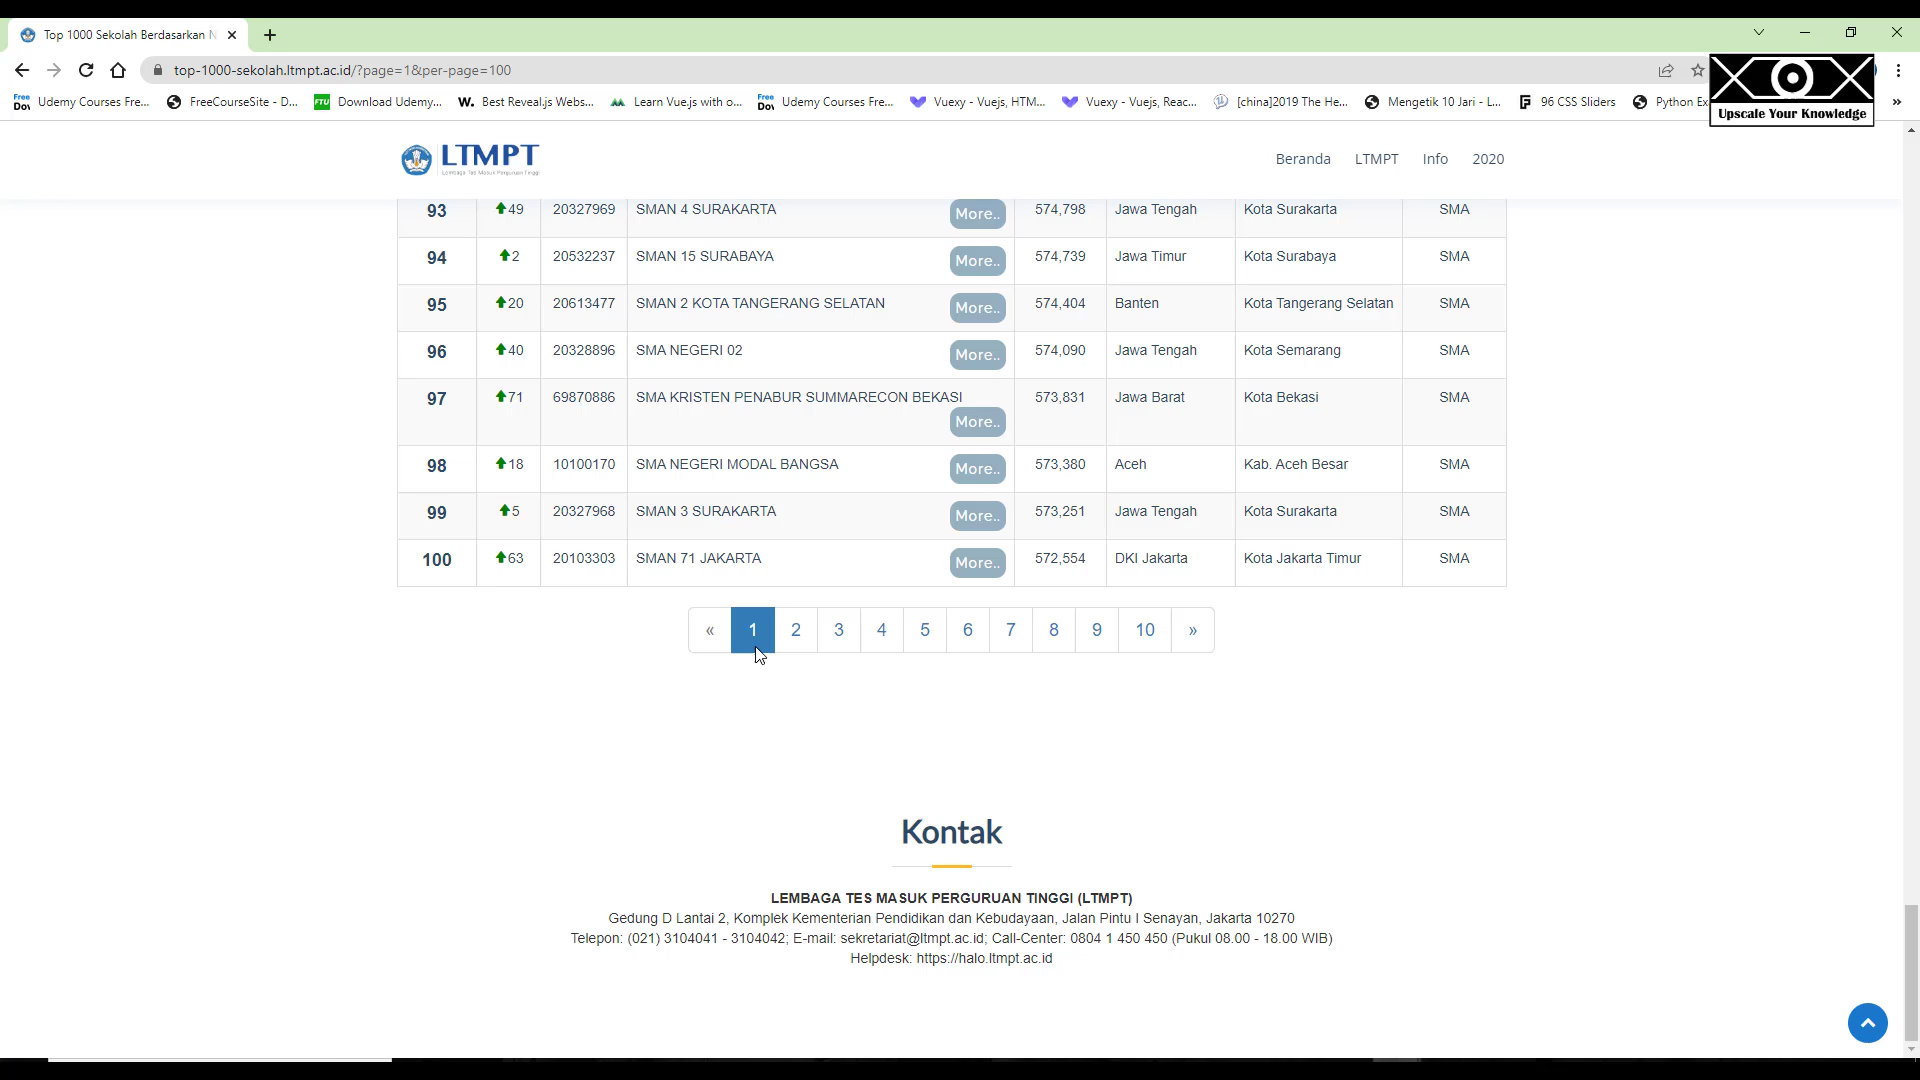 Top 1000 Sekolah Berdasarkan N
top-1000-sekolah.ltmpt.ac.id/?page=1&per-page=100
Free Dov Udemy Courses Fre... FreeCourseSite - D... FTU Download Udemy... W. Best Reveal.js Webs... Learn Vue.js with o... Free Dov Udemy Courses Fre... Vuexy - Vuejs, HTM... Vuexy - Vuejs, Reac... [china]2019 The He... Mengetik 10 Jari - L... 96 CSS Sliders Python Ex »
Upscale Your Knowledge
LTMPT Beranda LTMPT Info 2020
Lembaga Tes Masuk Perguruan Tinggi
93 49 20327969 SMAN 4 SURAKARTA More.. 574,798 Jawa Tengah Kota Surakarta SMA
94 2 20532237 SMAN 15 SURABAYA More.. 574,739 Jawa Timur Kota Surabaya SMA
95 20 20613477 SMAN 2 KOTA TANGERANG SELATAN More.. 574,404 Banten Kota Tangerang Selatan SMA
96 40 20328896 SMA NEGERI 02 More.. 574,090 Jawa Tengah Kota Semarang SMA
97 71 69870886 SMA KRISTEN PENABUR SUMMARECON BEKASI 573,831 Jawa Barat Kota Bekasi SMA
More..
98 18 10100170 SMA NEGERI MODAL BANGSA More.. 573,380 Aceh Kab. Aceh Besar SMA
99 5 20327968 SMAN 3 SURAKARTA More.. 573,251 Jawa Tengah Kota Surakarta SMA
100 63 20103303 SMAN 71 JAKARTA More.. 572,554 DKI Jakarta Kota Jakarta Timur SMA
« 1 2 3 4 5 6 7 8 9 10 »
Kontak
LEMBAGA TES MASUK PERGURUAN TINGGI (LTMPT)
Gedung D Lantai 2, Komplek Kementerian Pendidikan dan Kebudayaan, Jalan Pintu I Senayan, Jakarta 10270
Telepon: (021) 3104041 - 3104042; E-mail: sekretariat@ltmpt.ac.id; Call-Center: 0804 1 450 450 (Pukul 08.00 - 18.00 WIB)
Helpdesk: https://halo.ltmpt.ac.id